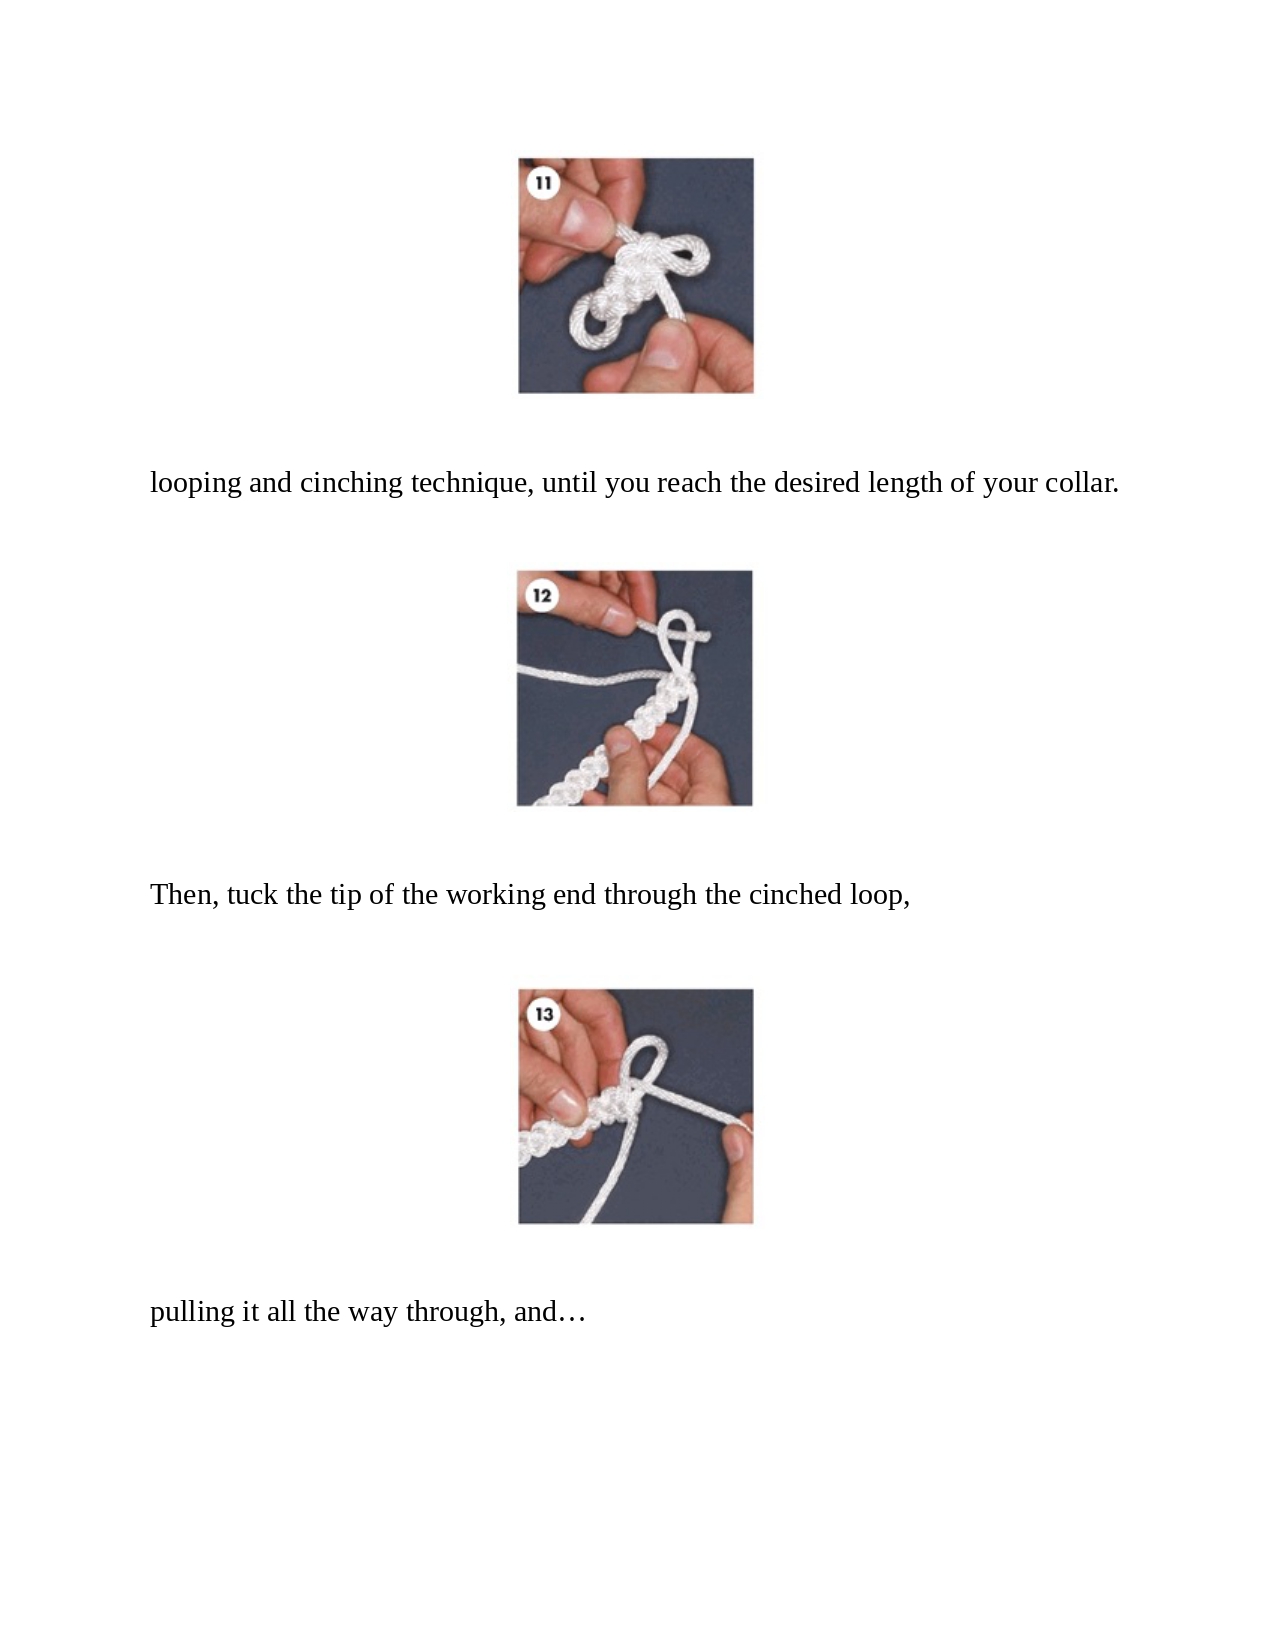 11
looping and cinching technique, until you reach the desired length of your collar.
12
Then, tuck the tip of the working end through the cinched loop,
13
pulling it all the way through, and…